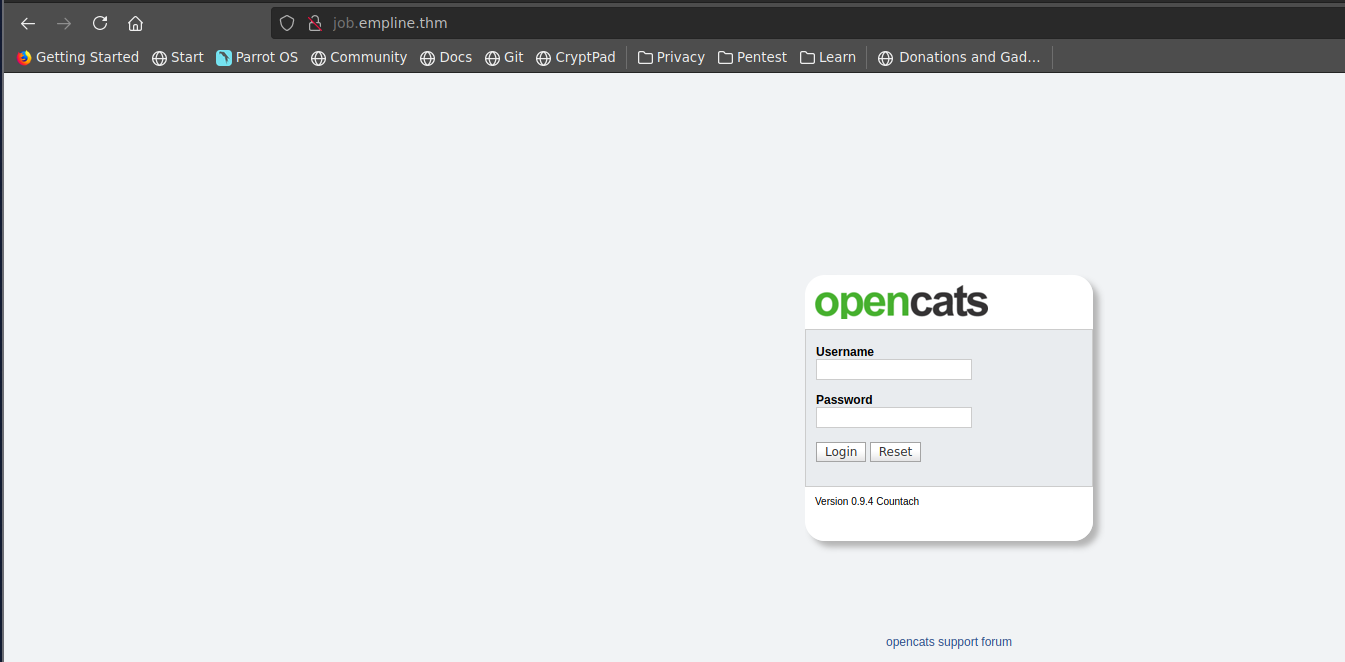 job.empline.thm
Getting Started Start Parrot OS Community Docs Git CryptPad Privacy Pentest Learn Donations and Gad...
opencats
Username
Password
Login Reset
Version 0.9.4 Countach
opencats support forum